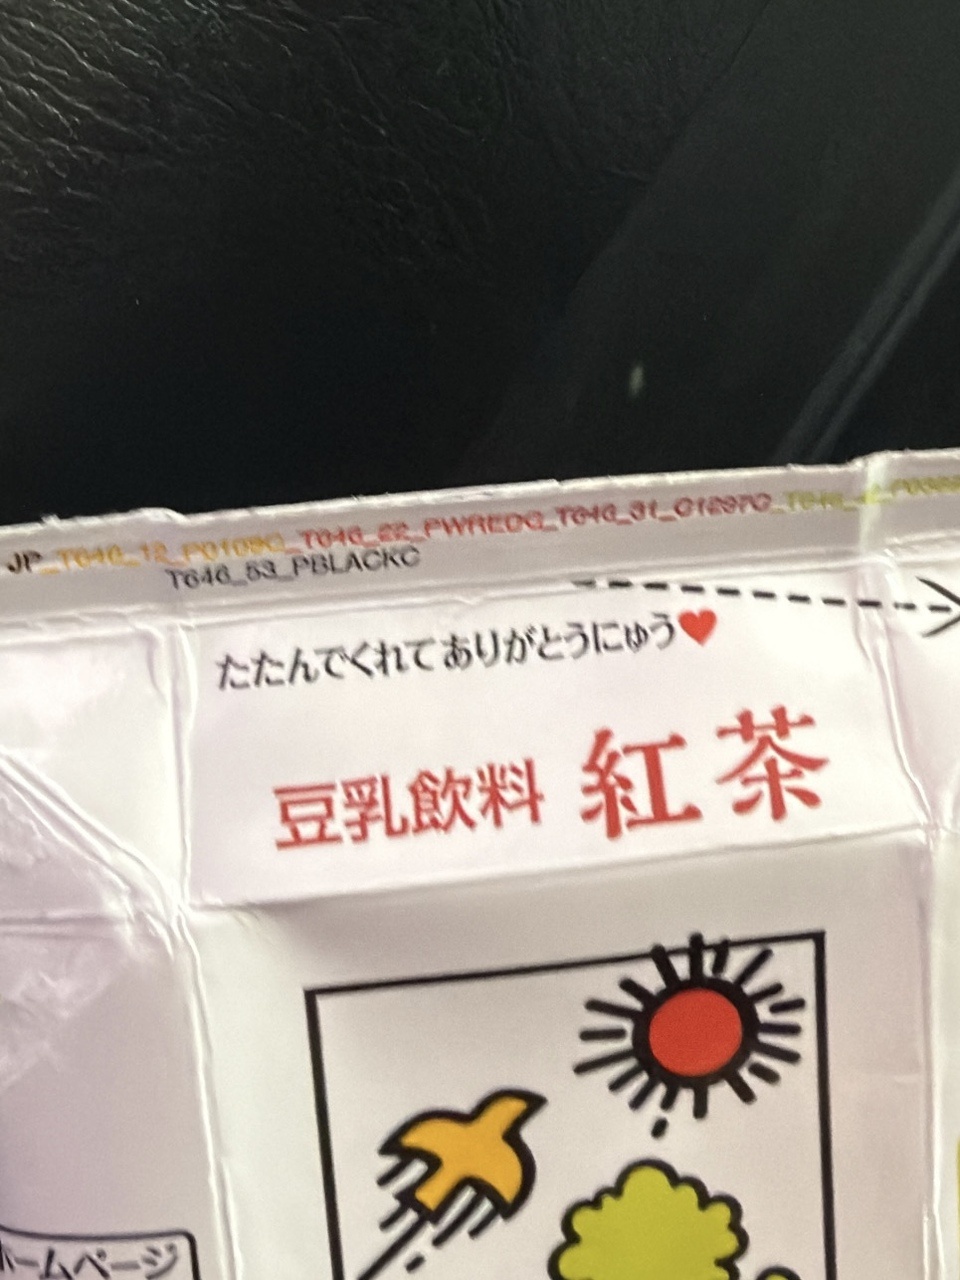 JP_T646_12_P0109C_T646_22_PWREDC_T646_31_C1297C_T646
T646_53_PBLACKC
たたんでくれてありがとうにゅう♥
豆乳飲料 紅茶
ホームページ